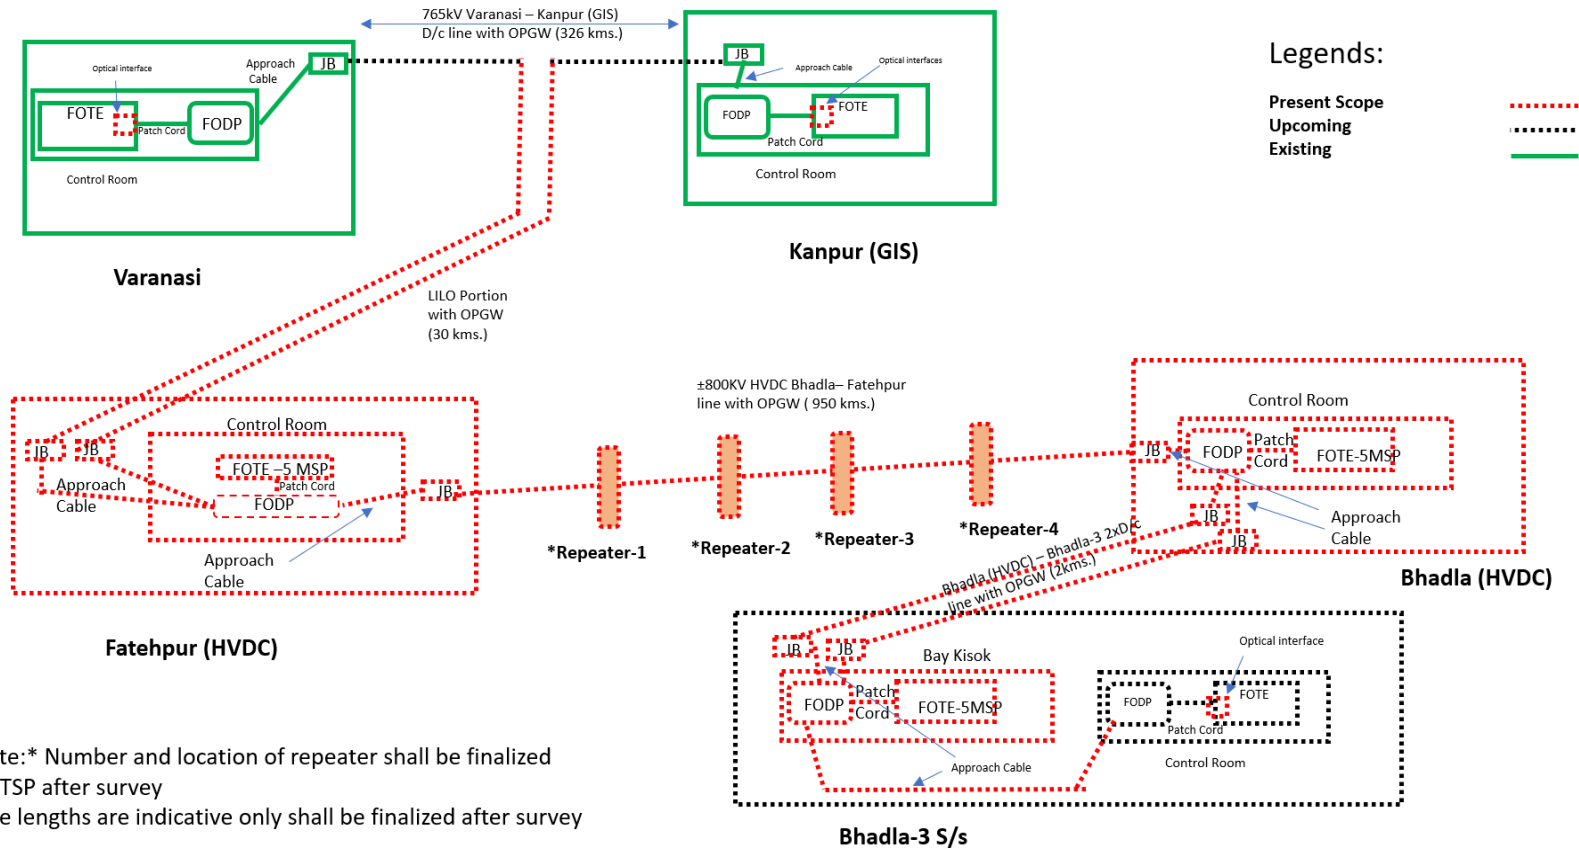 765kV Varanasi – Kanpur (GIS)
D/c line with OPGW (326 kms.)
Optical interface
Approach
Cable
JB
FOTE
Patch Cord
FODP
Control Room
Varanasi
JB
Approach Cable
Optical interfaces
FODP
FOTE
Patch Cord
Control Room
Kanpur (GIS)
Legends:
Present Scope
Upcoming
Existing
LILO Portion
with OPGW
(30 kms.)
±800KV HVDC Bhadla– Fatehpur
line with OPGW ( 950 kms.)
Control Room
JB
JB
FOTE –5 MSP
Patch Cord
FODP
Approach
Cable
JB
Approach
Cable
Fatehpur (HVDC)
*Repeater-1
*Repeater-2
*Repeater-3
*Repeater-4
Control Room
JB
FODP
Patch
Cord
FOTE-5MSP
JB
JB
Approach
Cable
Bhadla (HVDC)
Bhadla (HVDC) – Bhadla-3 2xD/c
line with OPGW (2kms.)
JB
JB
Bay Kisok
FODP
Patch
Cord
FOTE-5MSP
Approach Cable
Optical interface
FODP
FOTE
Patch Cord
Control Room
Bhadla-3 S/s
te:* Number and location of repeater shall be finalized
TSP after survey
e lengths are indicative only shall be finalized after survey